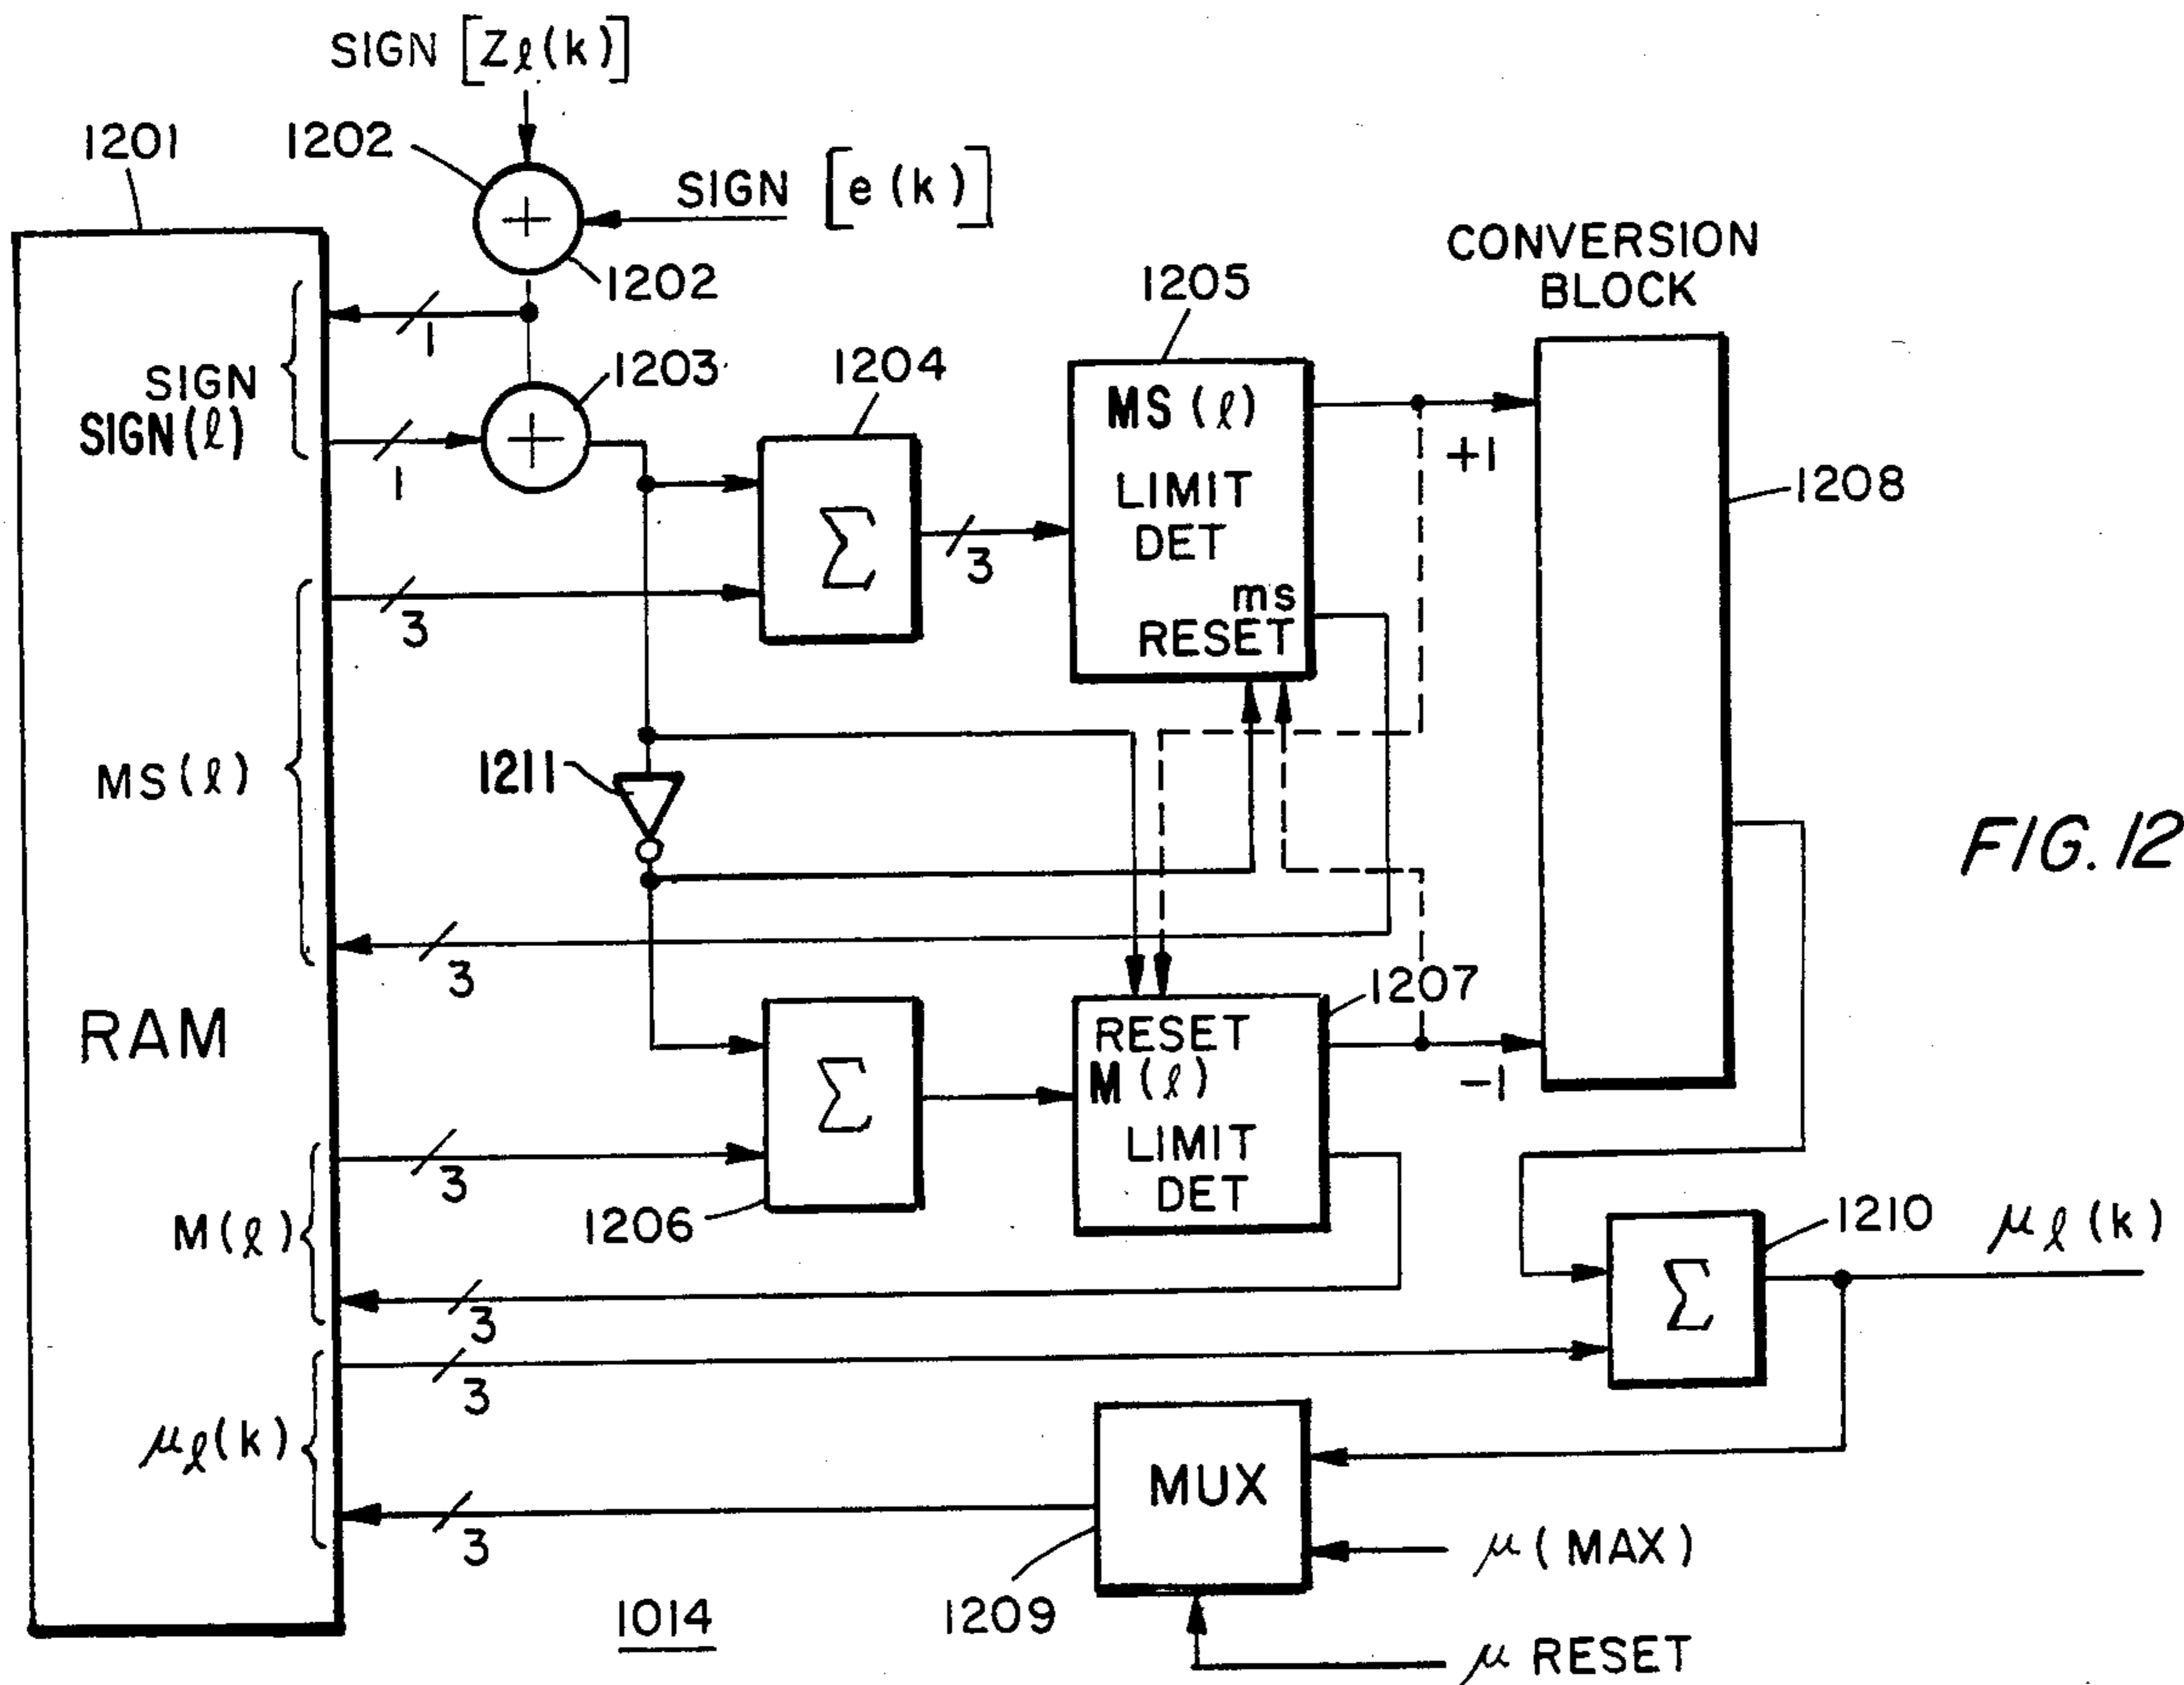 SIGN [Zℓ(k)]
1201
1202
SIGN [e(k)]
1202
CONVERSION
BLOCK
1205
1
1203
1204
SIGN
SIGN(ℓ)
1
MS(ℓ)
LIMIT
DET
ms
RESET
+1
1208
Σ
3
3
MS(ℓ)
1211
FIG. 12
3
1207
RAM
RESET
M(ℓ)
LIMIT
DET
-1
Σ
3
1206
M(ℓ)
3
1210
μℓ(k)
Σ
3
μℓ(k)
MUX
3
μ(MAX)
1014
1209
μ RESET